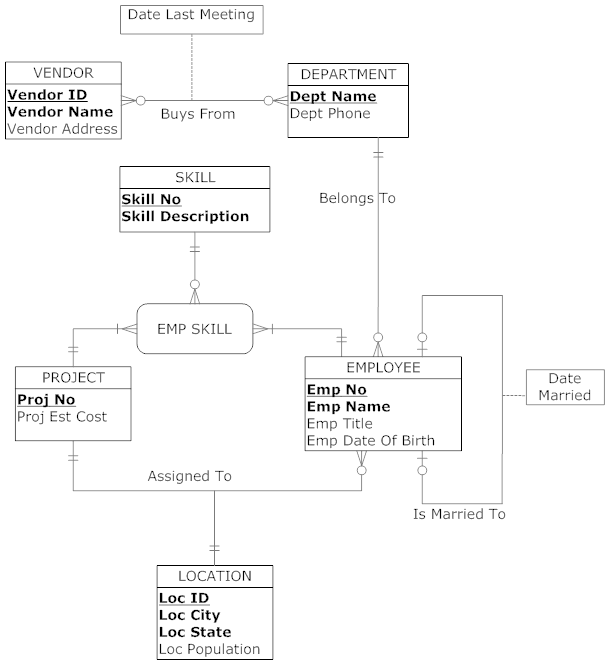 Date Last Meeting
VENDOR
Vendor ID
Vendor Name
Vendor Address
Buys From
DEPARTMENT
Dept Name
Dept Phone
SKILL
Skill No
Skill Description
Belongs To
EMP SKILL
PROJECT
Proj No
Proj Est Cost
EMPLOYEE
Emp No
Emp Name
Emp Title
Emp Date Of Birth
Date
Married
Assigned To
Is Married To
LOCATION
Loc ID
Loc City
Loc State
Loc Population